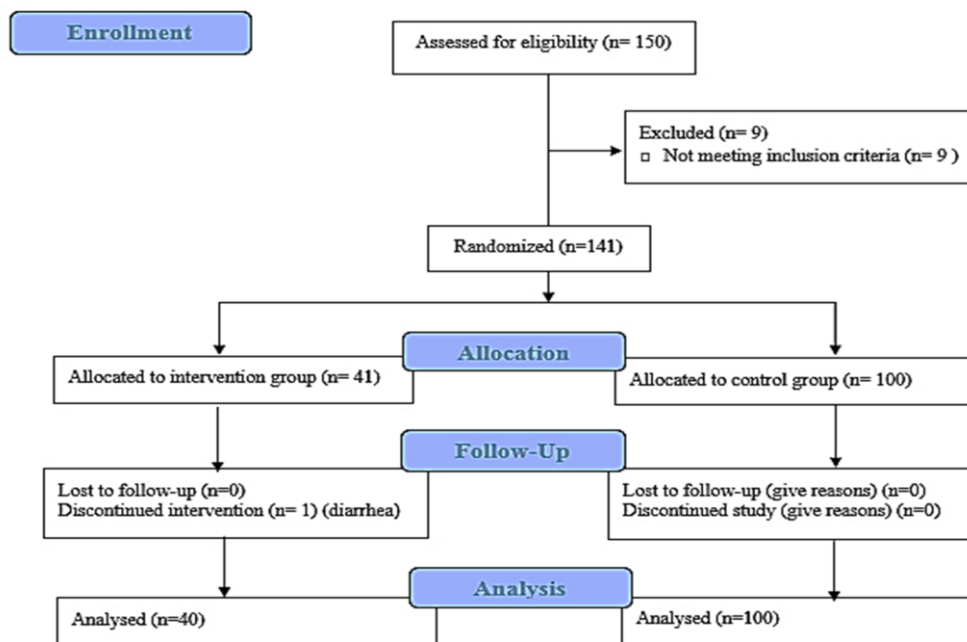 Enrollment
Assessed for eligibility (n= 150)
Excluded (n= 9)
□ Not meeting inclusion criteria (n= 9 )
Randomized (n=141)
Allocation
Allocated to intervention group (n= 41)
Allocated to control group (n= 100)
Follow-Up
Lost to follow-up (n=0)
Discontinued intervention (n= 1) (diarrhea)
Lost to follow-up (give reasons) (n=0)
Discontinued study (give reasons) (n=0)
Analysis
Analysed (n=40)
Analysed (n=100)